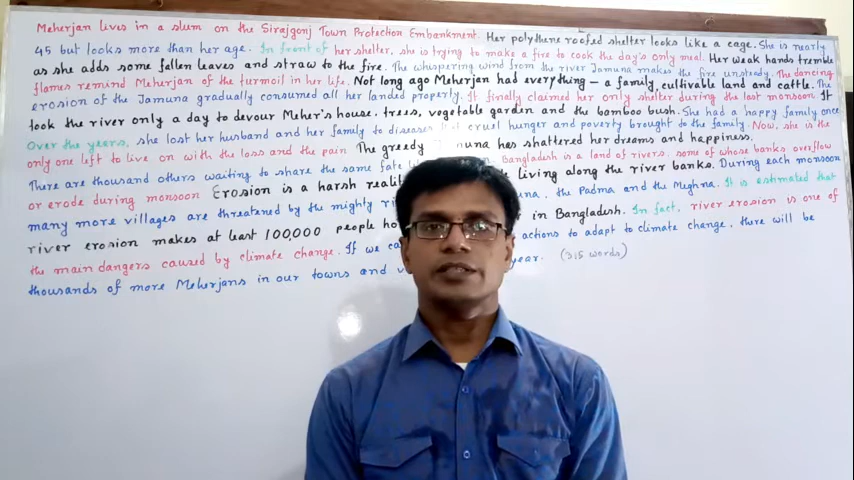 Meherjan lives in a slum on the Sirajgonj Town Protection Embankment. Her polythene roofed shelter looks like a cage. She is nearly
45 but looks more than her age. In front of her shelter, she is trying to make a fire to cook the day's only meal. Her weak hands tremble
as she adds some fallen leaves and straw to the fire. The whispering wind from the river Jamuna makes the fire unsteady. The dancing
flames remind Meherjan of the turmoil in her life. Not long ago Meherjan had everything – a family, cultivable land and cattle. The
erosion of the Jamuna gradually consumed all her landed property. It finally claimed her only shelter during the last monsoon. It
took the river only a day to devour Meher's house, trees, vegetable garden and the bamboo bush. She had a happy family once
Over the years, she lost her husband and her family to diseases cruel hunger and poverty brought to the family. Now, she is the
only one left to live on with the loss and the pain The greedy una has shattered her dreams and happiness.
There are thousand others waiting to share the same fate Bangladesh is a land of rivers, some of whose banks overflow
or erode during monsoon Erosion is a harsh living along the river banks. During each monsoon
many more villages are threatened by the mighty una, the Padma and the Meghna. It is estimated that
river erosion makes at least 100,000 people in Bangladesh. In fact, river erosion is one of
the main dangers caused by climate change. If we actions to adapt to climate change, there will be
thousands of more Meherjans in our towns and year. (315 words)